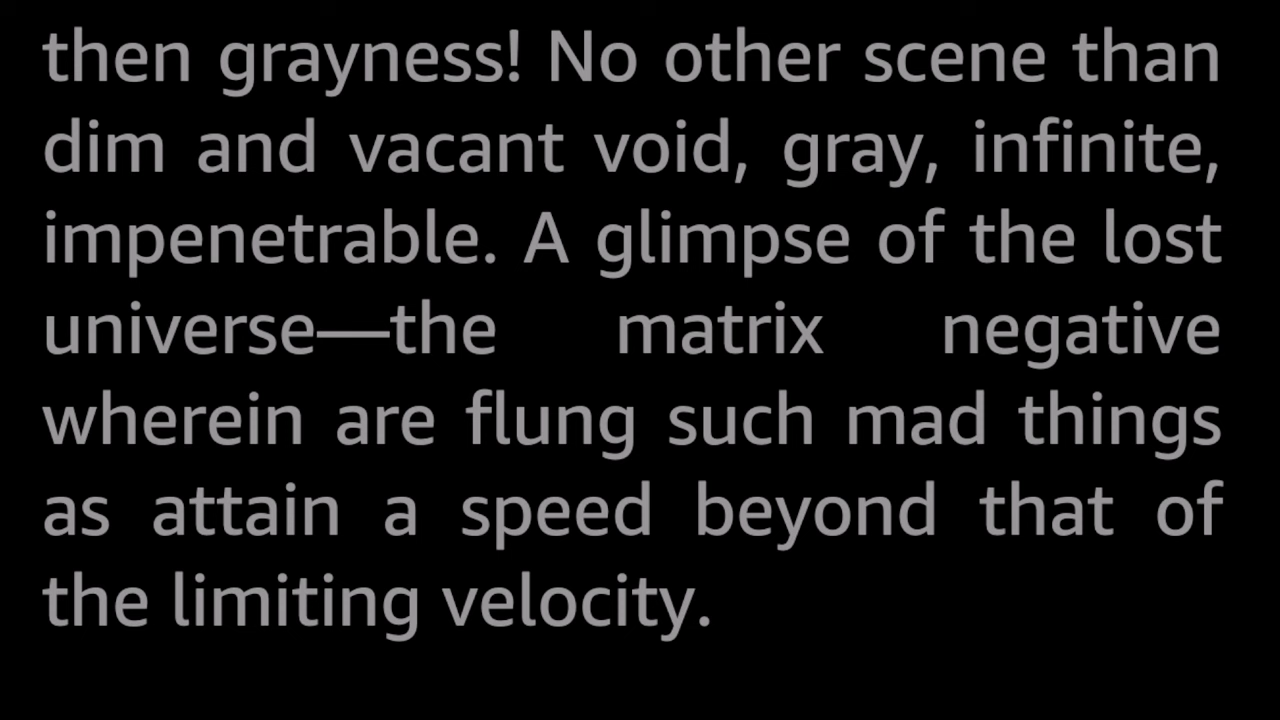 then grayness! No other scene than
dim and vacant void, gray, infinite,
impenetrable. A glimpse of the lost
universe—the matrix negative
wherein are flung such mad things
as attain a speed beyond that of
the limiting velocity.